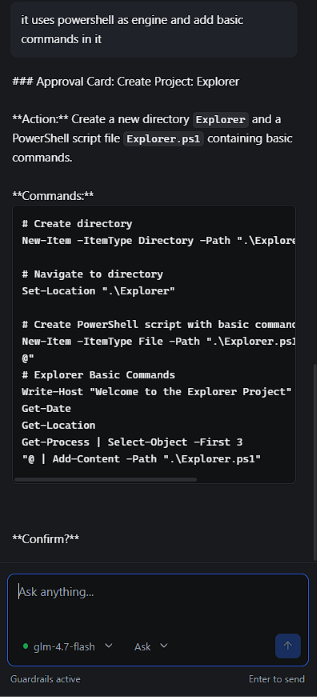 it uses powershell as engine and add basic
commands in it
### Approval Card: Create Project: Explorer
**Action:** Create a new directory Explorer and a
PowerShell script file Explorer.ps1 containing basic
commands.
**Commands:**
# Create directory
New-Item -ItemType Directory -Path ".\Explore
# Navigate to directory
Set-Location ".\Explorer"
# Create PowerShell script with basic command
New-Item -ItemType File -Path ".\Explorer.ps1
@"
# Explorer Basic Commands
Write-Host "Welcome to the Explorer Project"
Get-Date
Get-Location
Get-Process | Select-Object -First 3
"@ | Add-Content -Path ".\Explorer.ps1"
**Confirm?**
Ask anything...
glm-4.7-flash Ask
Guardrails active Enter to send